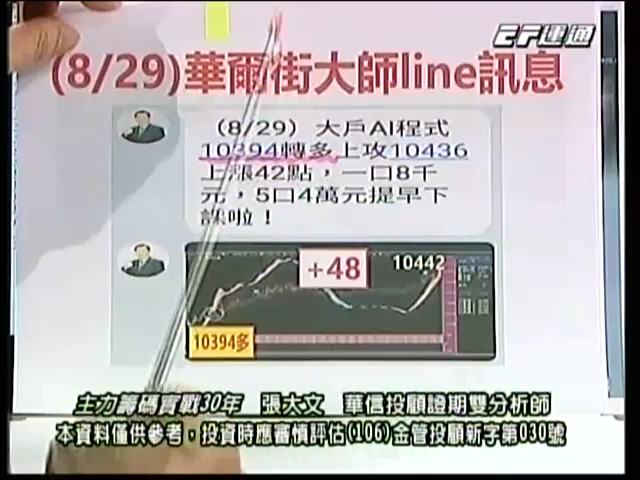 EF運通
(8/29)華爾街大師line訊息
(8/29) 大戶AI程式
10394轉多上攻10436
上漲42點，一口8千
元，5口4萬元提早下
課啦！
+48
10442
10394多
主力籌碼實戰30年 張大文 華信投顧證期雙分析師
本資料僅供參考，投資時應審慎評估(106)金管投顧新字第030號